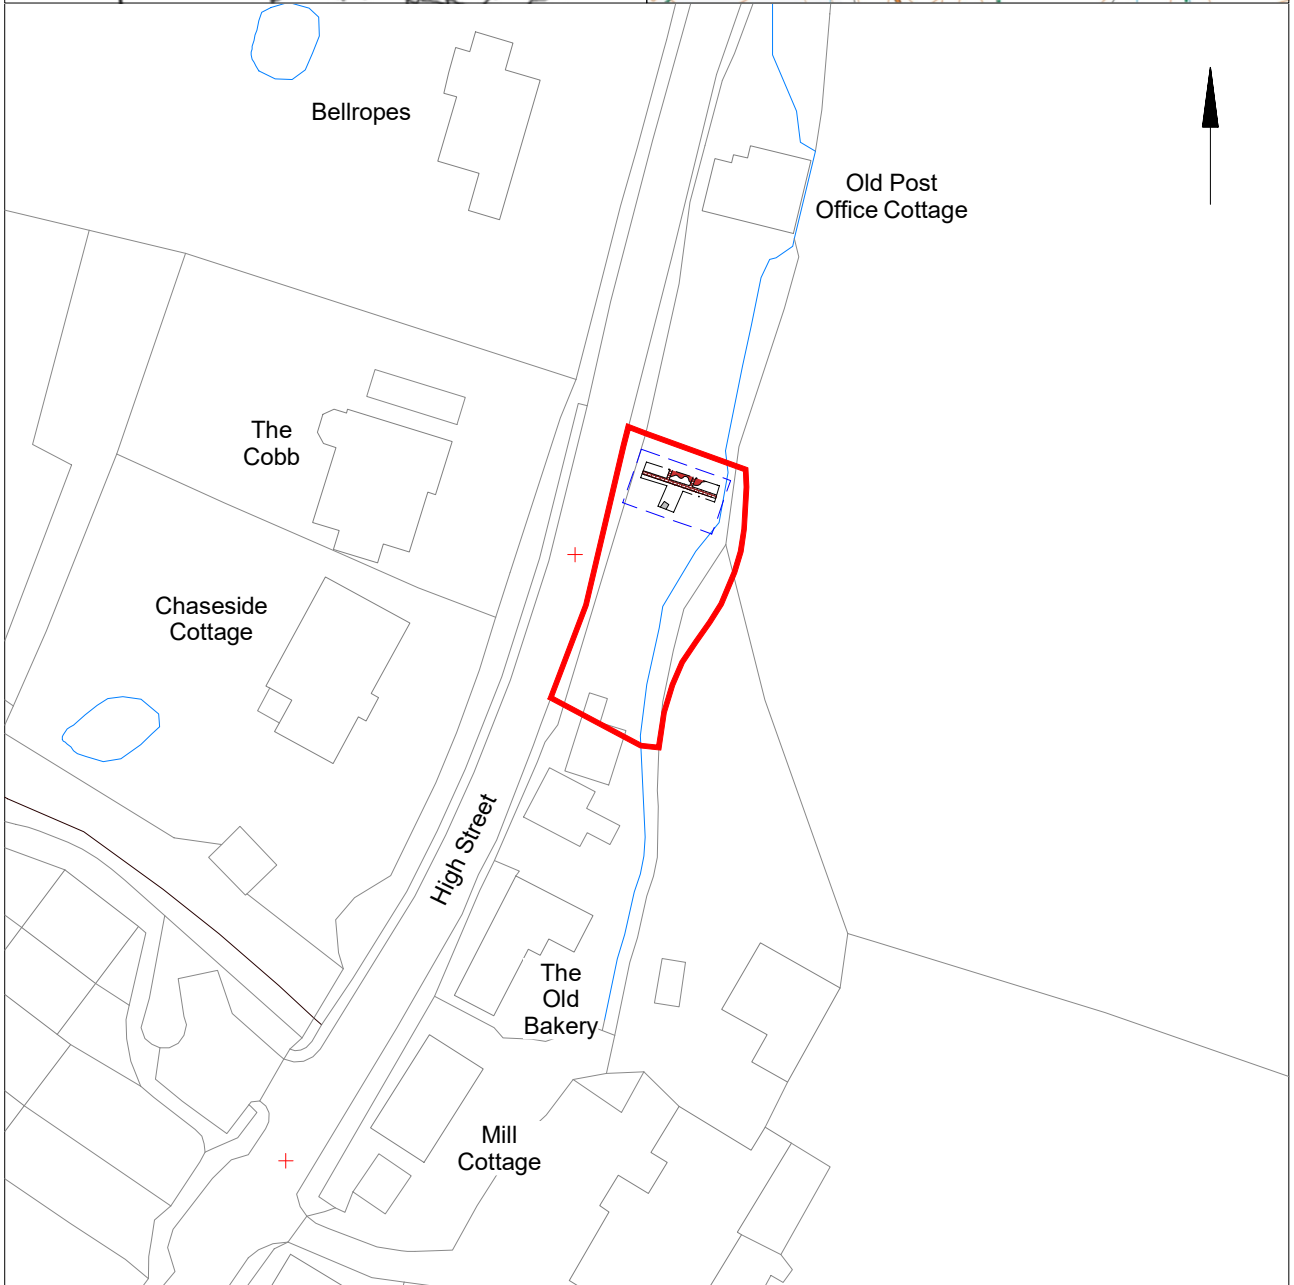 Bellropes
Old Post
Office Cottage
The
Cobb
Chaseside
Cottage
High Street
The
Old
Bakery
Mill
Cottage